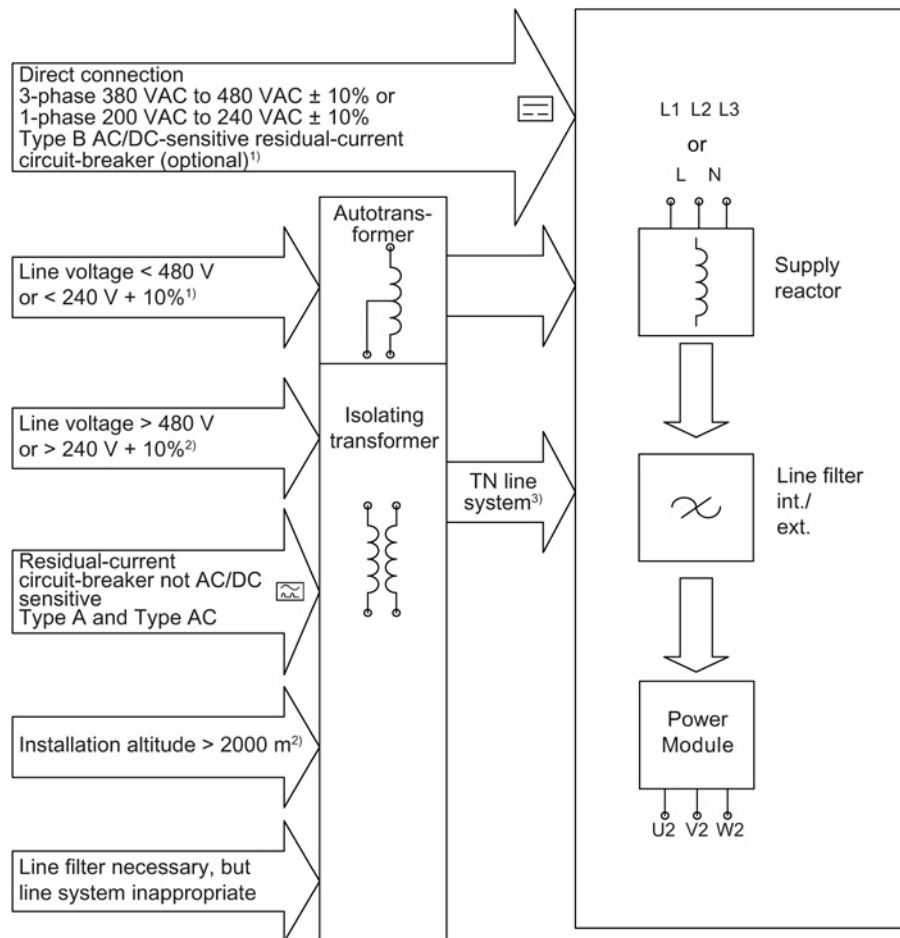 Direct connection
3-phase 380 VAC to 480 VAC ± 10% or
1-phase 200 VAC to 240 VAC ± 10%
Type B AC/DC-sensitive residual-current
circuit-breaker (optional)1)
L1 L2 L3
or
L N
Autotrans-
former
Line voltage < 480 V
or < 240 V + 10%1)
Supply
reactor
Line voltage > 480 V
or > 240 V + 10%2)
Isolating
transformer
TN line
system3)
Line filter
int./
ext.
Residual-current
circuit-breaker not AC/DC
sensitive
Type A and Type AC
Installation altitude > 2000 m2)
Power
Module
U2 V2 W2
Line filter necessary, but
line system inappropriate